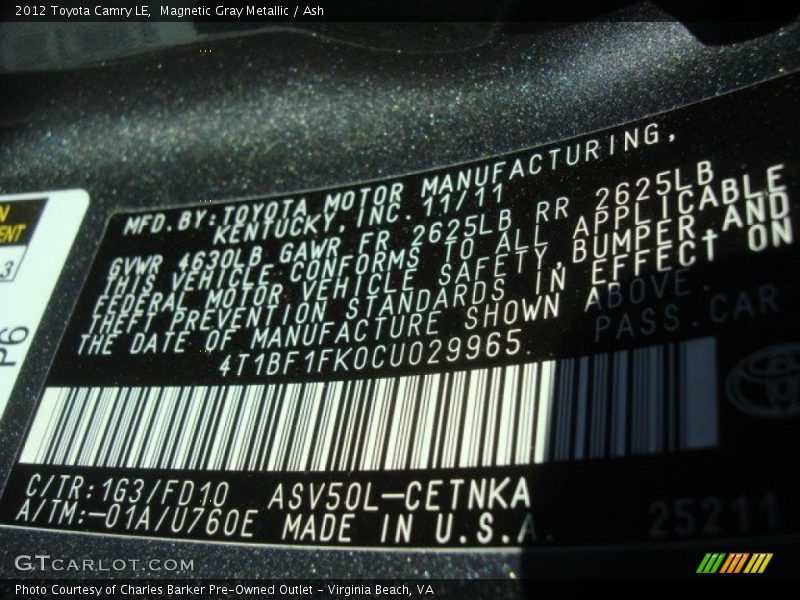 2012 Toyota Camry LE, Magnetic Gray Metallic / Ash
MFD.BY:TOYOTA MOTOR MANUFACTURING,
KENTUCKY,INC. 11/11
GVWR 4630LB GAWR FR 2625LB RR 2625LB
THIS VEHICLE CONFORMS TO ALL APPLICABLE
FEDERAL MOTOR VEHICLE SAFETY,BUMPER,AND
THEFT PREVENTION STANDARDS IN EFFECT ON
THE DATE OF MANUFACTURE SHOWN ABOVE.
4T1BF1FK0CU029965 PASS.CAR
C/TR:1G3/FD10 ASV50L-CETNKA
A/TM:-01A/U760E MADE IN U.S.A.
25211
P6
GTCARLOT.COM
Photo Courtesy of Charles Barker Pre-Owned Outlet - Virginia Beach, VA